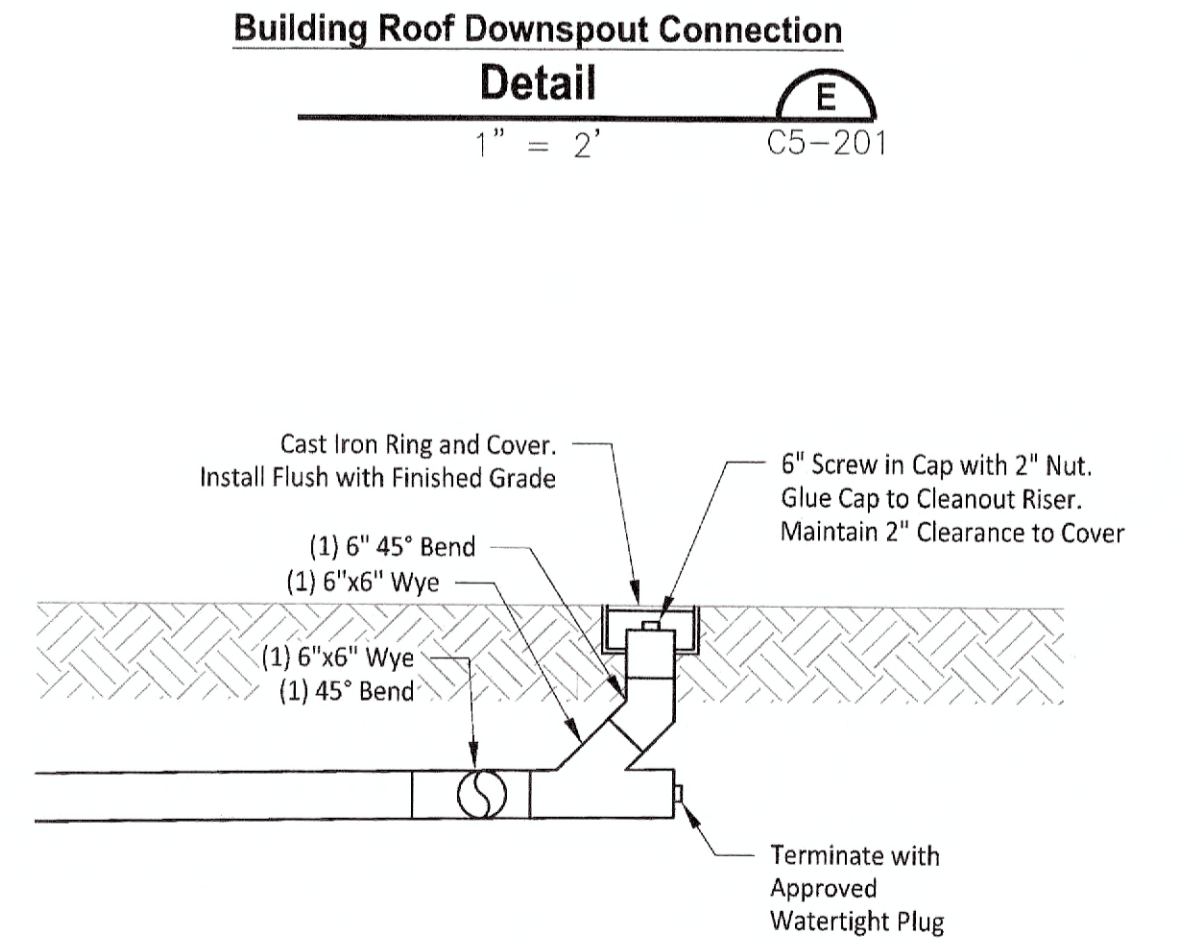 Building Roof Downspout Connection
Detail
E
1" = 2'
C5-201
Cast Iron Ring and Cover.
Install Flush with Finished Grade
6" Screw in Cap with 2" Nut.
Glue Cap to Cleanout Riser.
Maintain 2" Clearance to Cover
(1) 6" 45° Bend
(1) 6"x6" Wye
(1) 6"x6" Wye
(1) 45° Bend
Terminate with
Approved
Watertight Plug